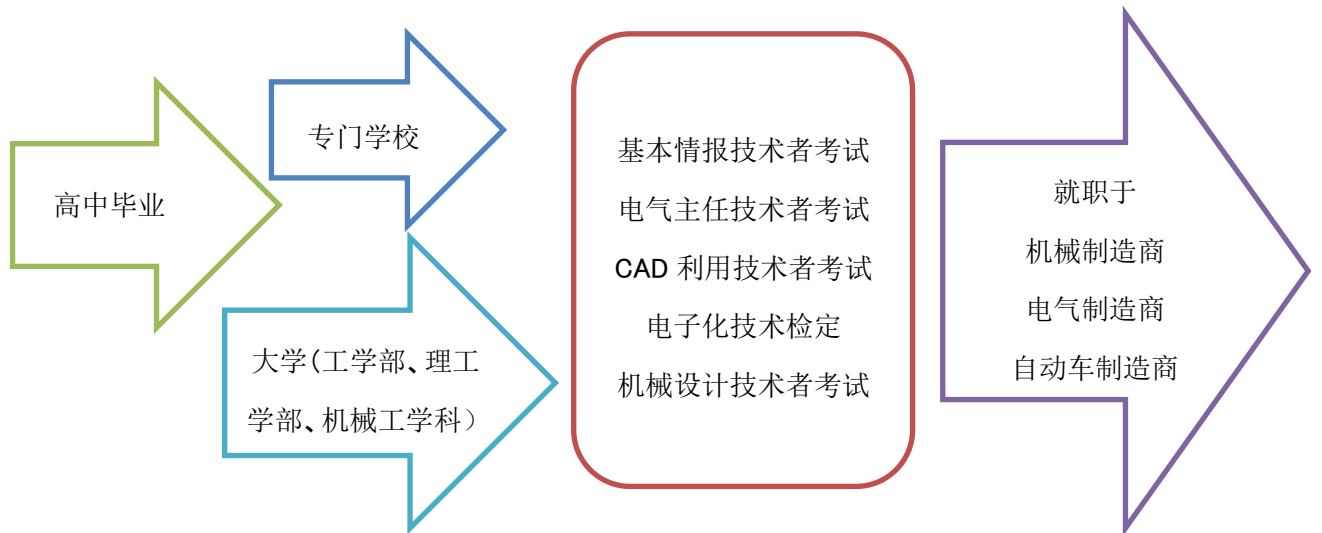 高中毕业
专门学校
大学（工学部、理工
学部、机械工学科）
基本情报技术者考试
电气主任技术者考试
CAD 利用技术者考试
电子化技术检定
机械设计技术者考试
就职于
机械制造商
电气制造商
自动车制造商